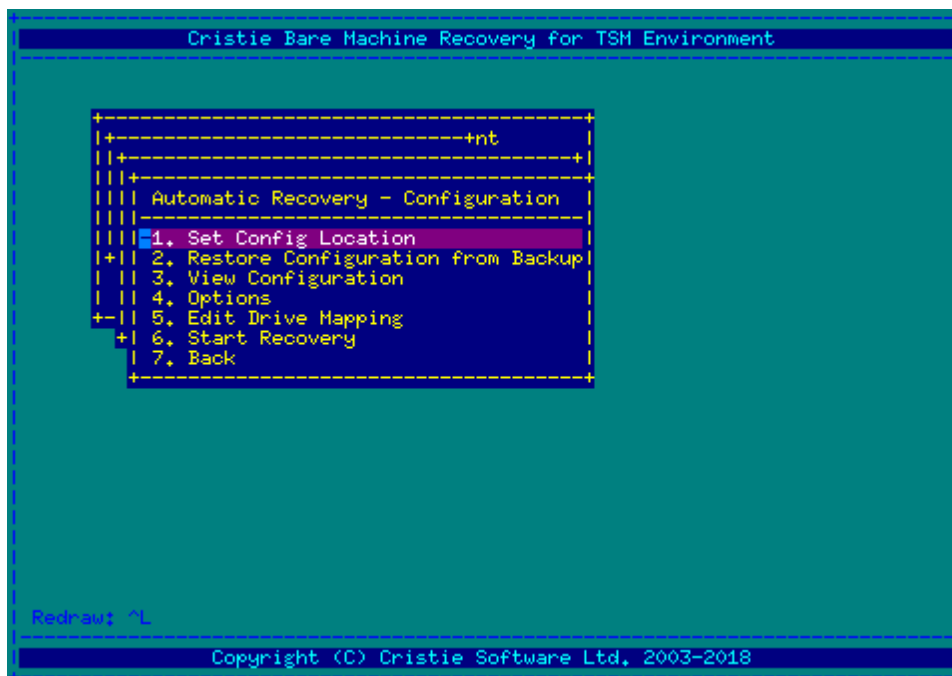 Cristie Bare Machine Recovery for TSM Environment
nt
Automatic Recovery - Configuration
1. Set Config Location
2. Restore Configuration from Backup
3. View Configuration
4. Options
5. Edit Drive Mapping
6. Start Recovery
7. Back
Redraw: ^L
Copyright (C) Cristie Software Ltd. 2003-2018